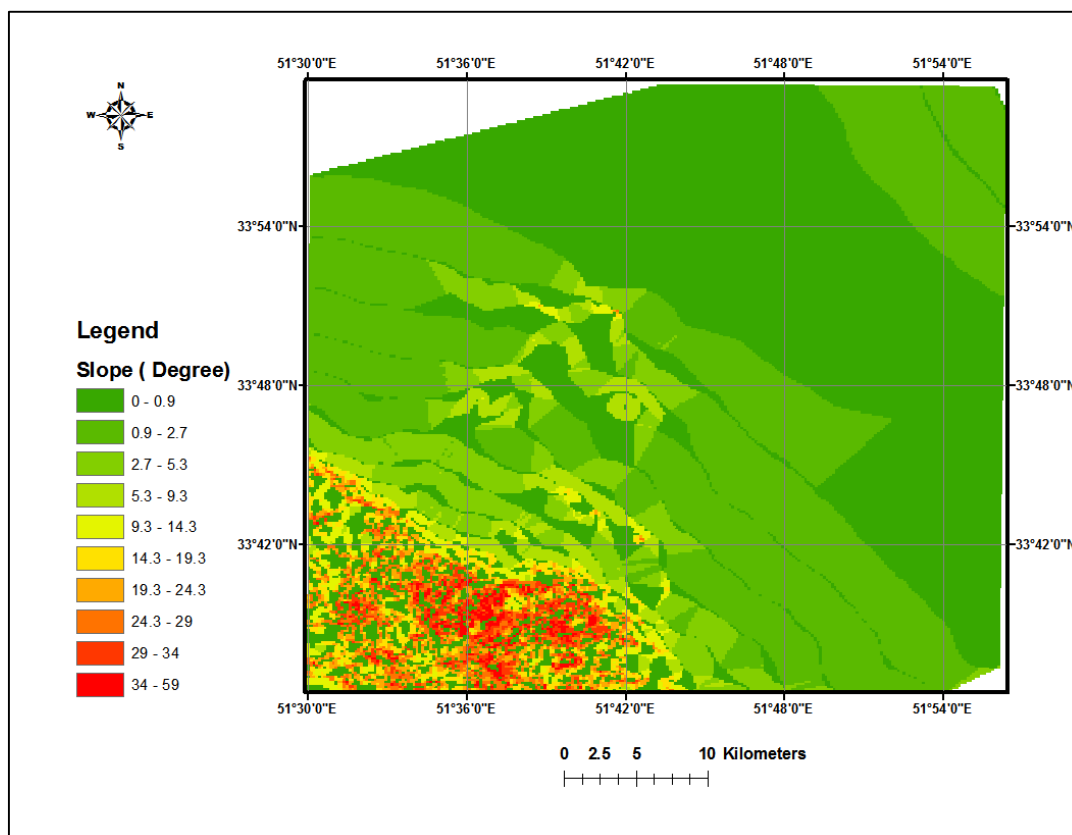 51°30'0"E 51°36'0"E 51°42'0"E 51°48'0"E 51°54'0"E
N
W E
S
33°54'0"N 33°54'0"N
Legend
Slope ( Degree)
33°48'0"N 33°48'0"N
0 - 0.9
0.9 - 2.7
2.7 - 5.3
5.3 - 9.3
9.3 - 14.3
33°42'0"N 33°42'0"N
14.3 - 19.3
19.3 - 24.3
24.3 - 29
29 - 34
34 - 59
51°30'0"E 51°36'0"E 51°42'0"E 51°48'0"E 51°54'0"E
0 2.5 5 10 Kilometers